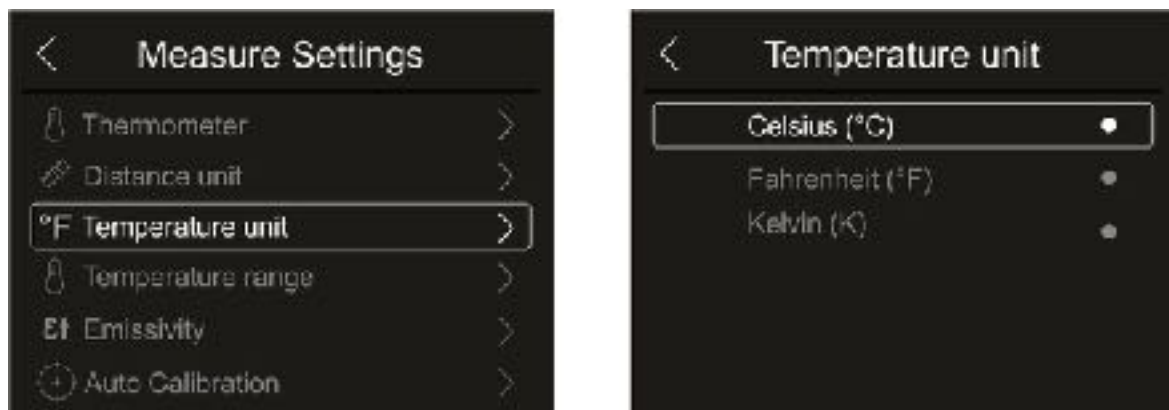 Measure Settings
Thermometer
Distance unit
°F Temperature unit
Temperature range
Emissivity
Auto Calibration
Temperature unit
Celsius (°C)
Fahrenheit (°F)
Kelvin (K)